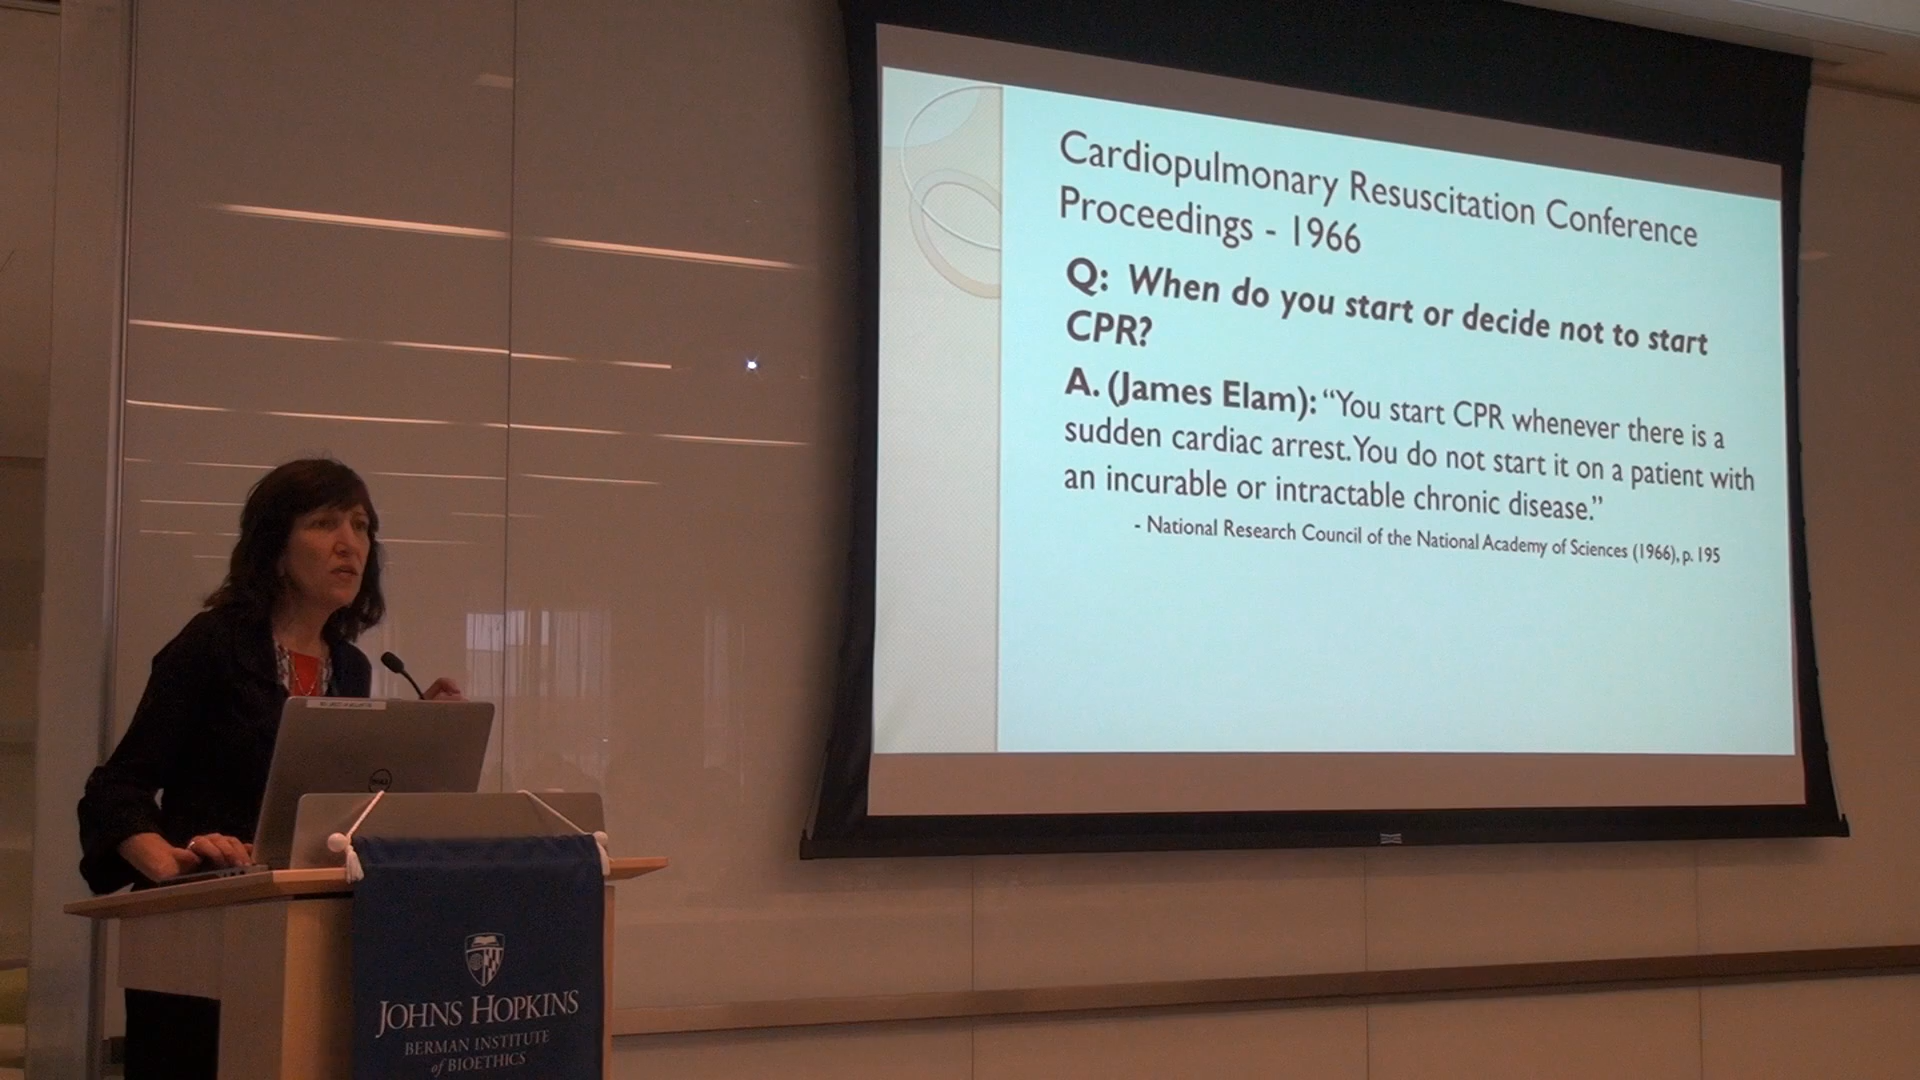 Cardiopulmonary Resuscitation Conference
Proceedings - 1966
Q: When do you start or decide not to start
CPR?
A. (James Elam): “You start CPR whenever there is a
sudden cardiac arrest. You do not start it on a patient with
an incurable or intractable chronic disease.”
- National Research Council of the National Academy of Sciences (1966), p. 195
DELL
JOHNS HOPKINS
BERMAN INSTITUTE
of BIOETHICS